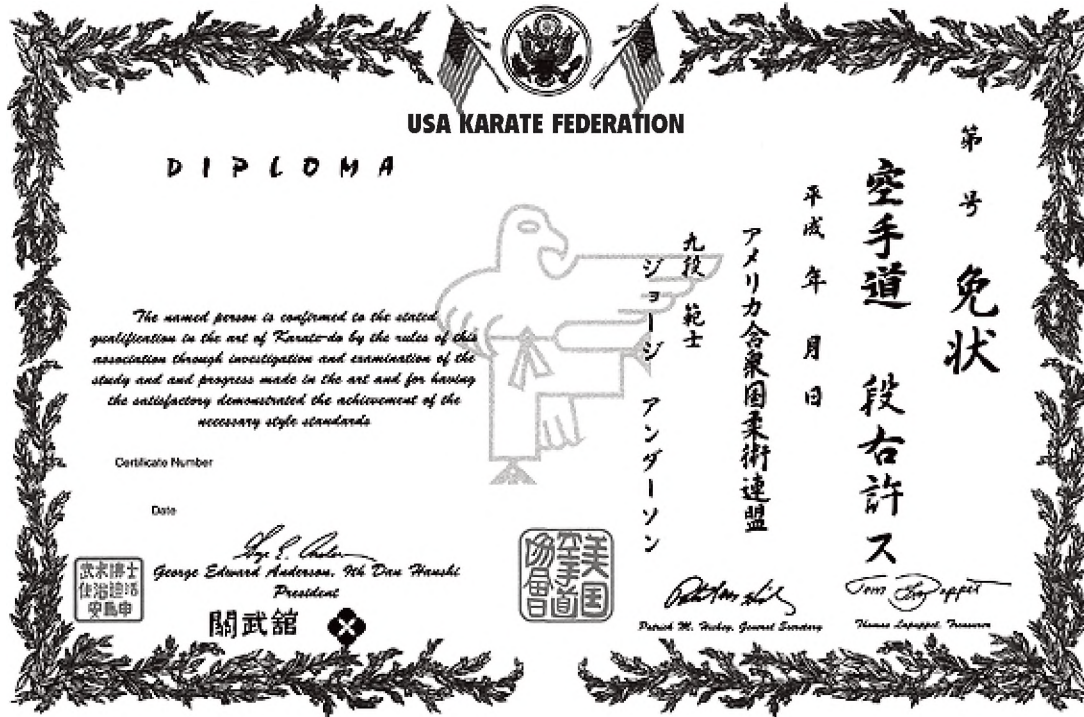 USA KARATE FEDERATION
DIPLOMA
The named person is confirmed to the stated
qualification in the art of Karate-do by the rules of this
association through investigation and examination of the
study and and progress made in the art and for having
the satisfactory demonstrated the achievement of the
necessary style standards
Certificate Number
Date
George Edward Anderson, 9th Dan Hanshi
President
關武舘
第 号 免状
空手道 段右許ス
平成 年 月 日
アメリカ合衆国柔術連盟
九段 範士
ジョージ アンダーソン
美国
空手道
協會
Patrick M. Hickey, General Secretary
Thomas Lapuppet, Treasurer